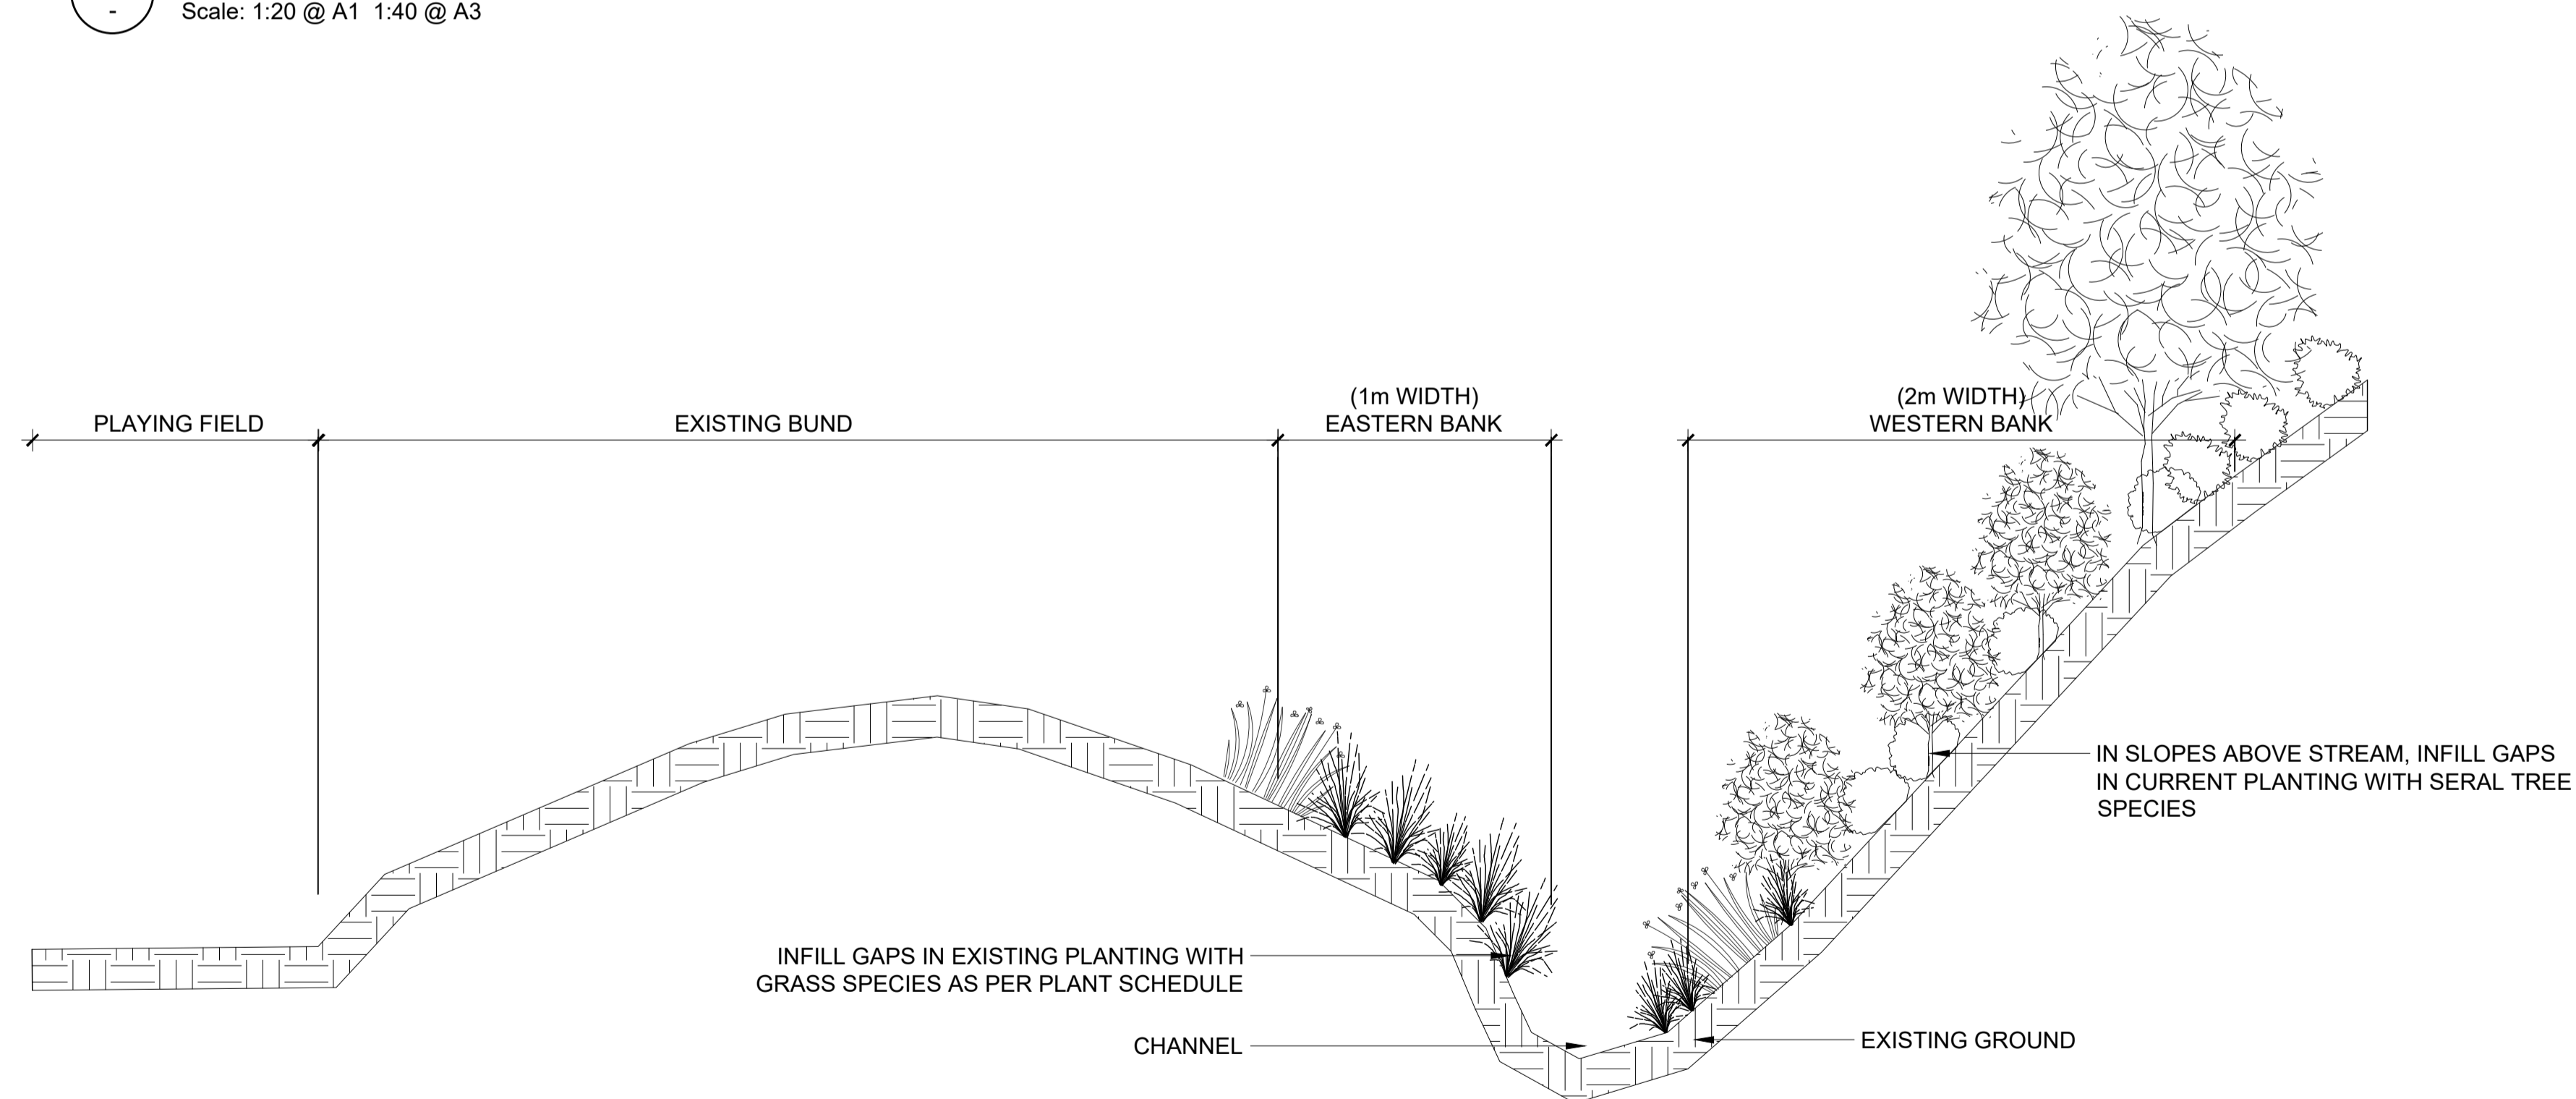 -
Scale: 1:20 @ A1 1:40 @ A3
(1m WIDTH)
(2m WIDTH)
PLAYING FIELD
EXISTING BUND
EASTERN BANK
WESTERN BANK
IN SLOPES ABOVE STREAM, INFILL GAPS
IN CURRENT PLANTING WITH SERAL TREE
SPECIES
INFILL GAPS IN EXISTING PLANTING WITH
GRASS SPECIES AS PER PLANT SCHEDULE
CHANNEL
EXISTING GROUND